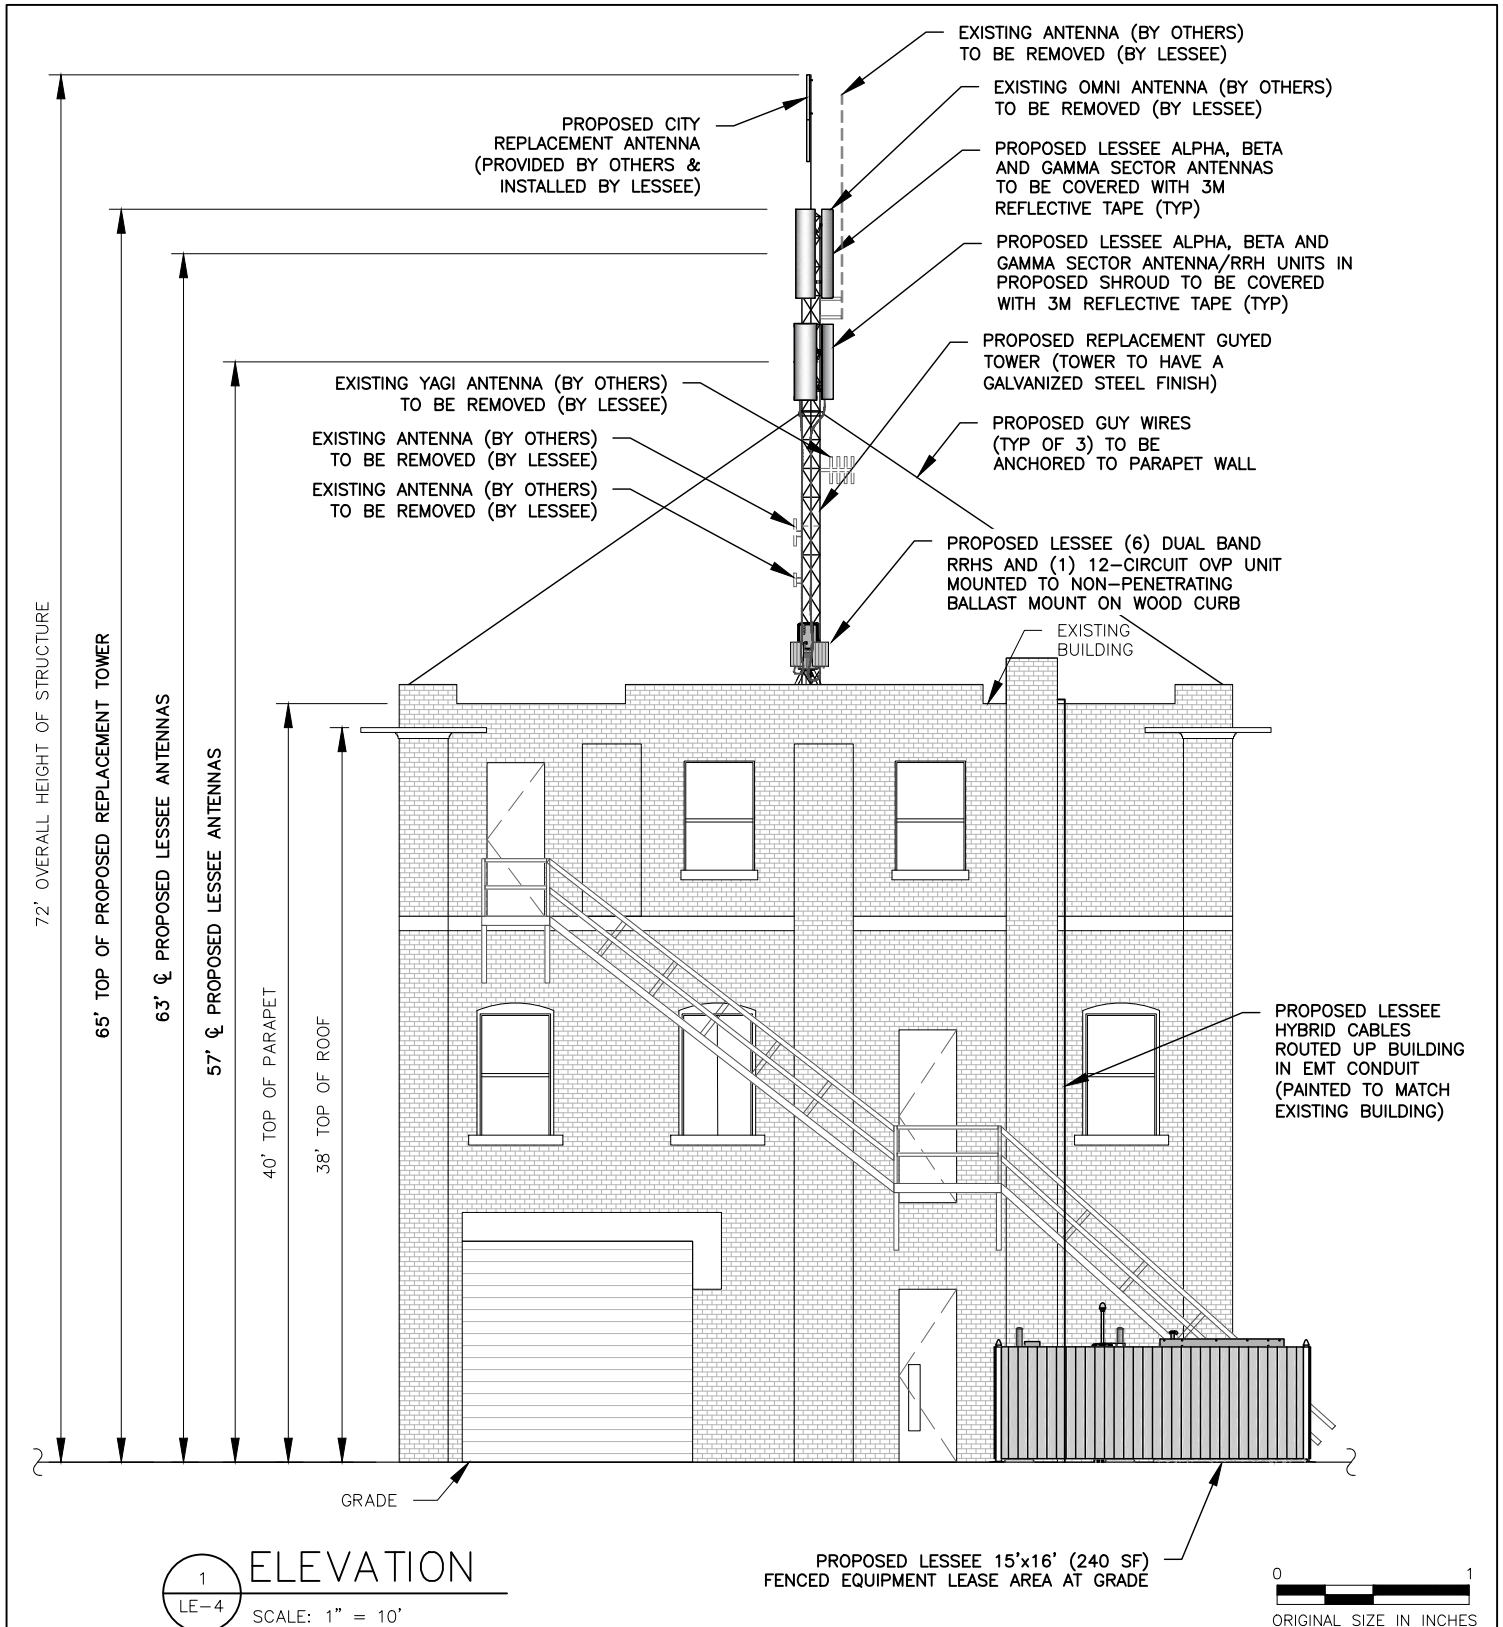 EXISTING ANTENNA (BY OTHERS)
TO BE REMOVED (BY LESSEE)
EXISTING OMNI ANTENNA (BY OTHERS)
TO BE REMOVED (BY LESSEE)
PROPOSED CITY
REPLACEMENT ANTENNA
(PROVIDED BY OTHERS &
INSTALLED BY LESSEE)
PROPOSED LESSEE ALPHA, BETA
AND GAMMA SECTOR ANTENNAS
TO BE COVERED WITH 3M
REFLECTIVE TAPE (TYP)
PROPOSED LESSEE ALPHA, BETA AND
GAMMA SECTOR ANTENNA/RRH UNITS IN
PROPOSED SHROUD TO BE COVERED
WITH 3M REFLECTIVE TAPE (TYP)
PROPOSED REPLACEMENT GUYED
TOWER (TOWER TO HAVE A
GALVANIZED STEEL FINISH)
EXISTING YAGI ANTENNA (BY OTHERS)
TO BE REMOVED (BY LESSEE)
PROPOSED GUY WIRES
(TYP OF 3) TO BE
ANCHORED TO PARAPET WALL
EXISTING ANTENNA (BY OTHERS)
TO BE REMOVED (BY LESSEE)
EXISTING ANTENNA (BY OTHERS)
TO BE REMOVED (BY LESSEE)
PROPOSED LESSEE (6) DUAL BAND
RRHS AND (1) 12-CIRCUIT OVP UNIT
MOUNTED TO NON-PENETRATING
BALLAST MOUNT ON WOOD CURB
EXISTING
BUILDING
72' OVERALL HEIGHT OF STRUCTURE
65' TOP OF PROPOSED REPLACEMENT TOWER
63' ℄ PROPOSED LESSEE ANTENNAS
57' ℄ PROPOSED LESSEE ANTENNAS
40' TOP OF PARAPET
38' TOP OF ROOF
PROPOSED LESSEE
HYBRID CABLES
ROUTED UP BUILDING
IN EMT CONDUIT
(PAINTED TO MATCH
EXISTING BUILDING)
GRADE
PROPOSED LESSEE 15'x16' (240 SF)
FENCED EQUIPMENT LEASE AREA AT GRADE
1
LE-4
ELEVATION
SCALE: 1" = 10'
0 1
ORIGINAL SIZE IN INCHES